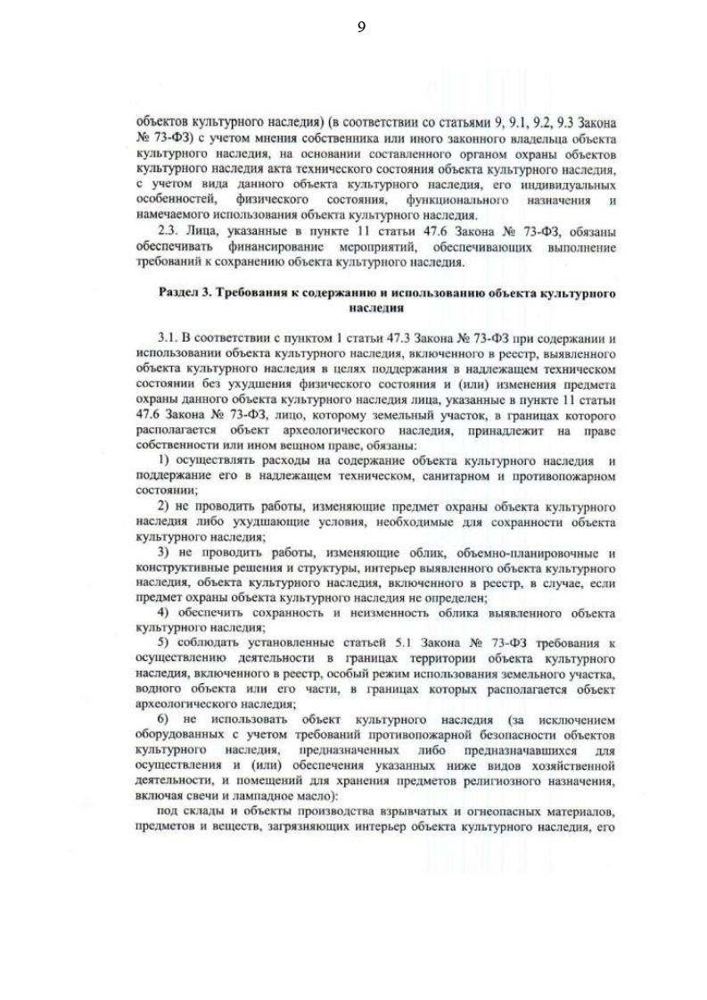 9
объектов культурного наследия) (в соответствии со статьями 9, 9.1, 9.2, 9.3 Закона
№ 73-ФЗ) с учетом мнения собственника или иного законного владельца объекта
культурного наследия, на основании составленного органом охраны объектов
культурного наследия акта технического состояния объекта культурного наследия,
с учетом вида данного объекта культурного наследия, его индивидуальных
особенностей, физического состояния, функционального назначения и
намечаемого использования объекта культурного наследия.
2.3. Лица, указанные в пункте 11 статьи 47.6 Закона № 73-ФЗ, обязаны
обеспечивать финансирование мероприятий, обеспечивающих выполнение
требований к сохранению объекта культурного наследия.
Раздел 3. Требования к содержанию и использованию объекта культурного
наследия
3.1. В соответствии с пунктом 1 статьи 47.3 Закона № 73-ФЗ при содержании и
использовании объекта культурного наследия, включенного в реестр, выявленного
объекта культурного наследия в целях поддержания в надлежащем техническом
состоянии без ухудшения физического состояния и (или) изменения предмета
охраны данного объекта культурного наследия лица, указанные в пункте 11 статьи
47.6 Закона № 73-ФЗ, лицо, которому земельный участок, в границах которого
располагается объект археологического наследия, принадлежит на праве
собственности или ином вещном праве, обязаны:
1) осуществлять расходы на содержание объекта культурного наследия и
поддержание его в надлежащем техническом, санитарном и противопожарном
состоянии;
2) не проводить работы, изменяющие предмет охраны объекта культурного
наследия либо ухудшающие условия, необходимые для сохранности объекта
культурного наследия;
3) не проводить работы, изменяющие облик, объемно-планировочные и
конструктивные решения и структуры, интерьер выявленного объекта культурного
наследия, объекта культурного наследия, включенного в реестр, в случае, если
предмет охраны объекта культурного наследия не определен;
4) обеспечить сохранность и неизменность облика выявленного объекта
культурного наследия;
5) соблюдать установленные статьей 5.1 Закона № 73-ФЗ требования к
осуществлению деятельности в границах территории объекта культурного
наследия, включенного в реестр, особый режим использования земельного участка,
водного объекта или его части, в границах которых располагается объект
археологического наследия;
6) не использовать объект культурного наследия (за исключением
оборудованных с учетом требований противопожарной безопасности объектов
культурного наследия, предназначенных либо предназначавшихся для
осуществления и (или) обеспечения указанных ниже видов хозяйственной
деятельности, и помещений для хранения предметов религиозного назначения,
включая свечи и лампадное масло):
под склады и объекты производства взрывчатых и огнеопасных материалов,
предметов и веществ, загрязняющих интерьер объекта культурного наследия, его